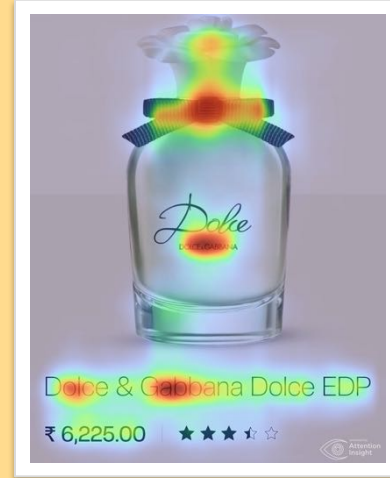 Dolce
DOLCE&GABBANA
Dolce & Gabbana Dolce EDP
₹ 6,225.00
Attention
Insight